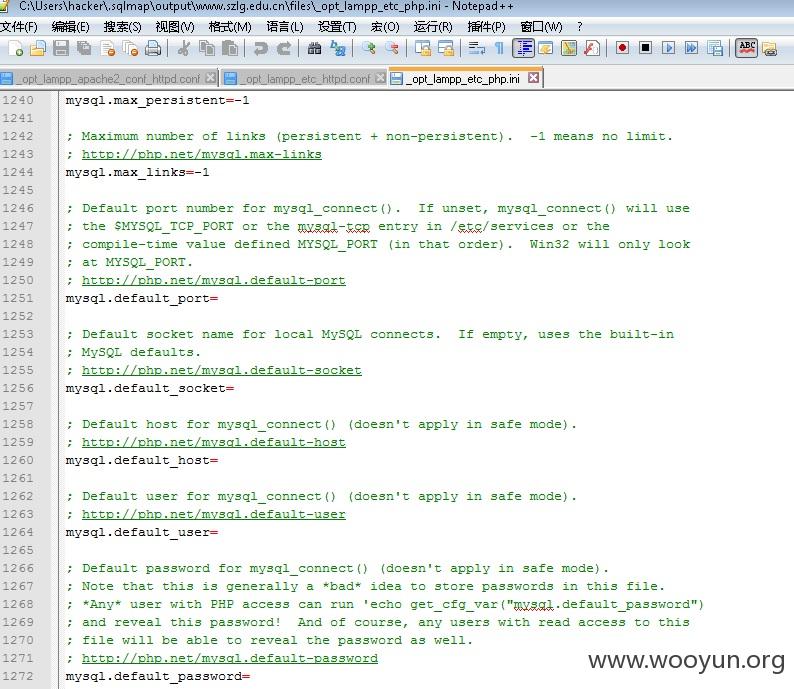 C:\Users\hacker\.sqlmap\output\www.szlg.edu.cn\files\_opt_lampp_etc_php.ini - Notepad++
文件(F) 编辑(E) 搜索(S) 视图(V) 格式(M) 语言(L) 设置(T) 宏(O) 运行(R) 插件(P) 窗口(W) ?
_opt_lampp_apache2_conf_httpd.conf _opt_lampp_etc_httpd.conf _opt_lampp_etc_php.ini
1240 mysql.max_persistent=-1
1241
1242 ; Maximum number of links (persistent + non-persistent).  -1 means no limit.
1243 ; http://php.net/mysql.max-links
1244 mysql.max_links=-1
1245
1246 ; Default port number for mysql_connect().  If unset, mysql_connect() will use
1247 ; the $MYSQL_TCP_PORT or the mysql-tcp entry in /etc/services or the
1248 ; compile-time value defined MYSQL_PORT (in that order).  Win32 will only look
1249 ; at MYSQL_PORT.
1250 ; http://php.net/mysql.default-port
1251 mysql.default_port=
1252
1253 ; Default socket name for local MySQL connects.  If empty, uses the built-in
1254 ; MySQL defaults.
1255 ; http://php.net/mysql.default-socket
1256 mysql.default_socket=
1257
1258 ; Default host for mysql_connect() (doesn't apply in safe mode).
1259 ; http://php.net/mysql.default-host
1260 mysql.default_host=
1261
1262 ; Default user for mysql_connect() (doesn't apply in safe mode).
1263 ; http://php.net/mysql.default-user
1264 mysql.default_user=
1265
1266 ; Default password for mysql_connect() (doesn't apply in safe mode).
1267 ; Note that this is generally a *bad* idea to store passwords in this file.
1268 ; *Any* user with PHP access can run 'echo get_cfg_var("mysql.default_password")
1269 ; and reveal this password!  And of course, any users with read access to this
1270 ; file will be able to reveal the password as well.
1271 ; http://php.net/mysql.default-password
1272 mysql.default_password=
www.wooyun.org